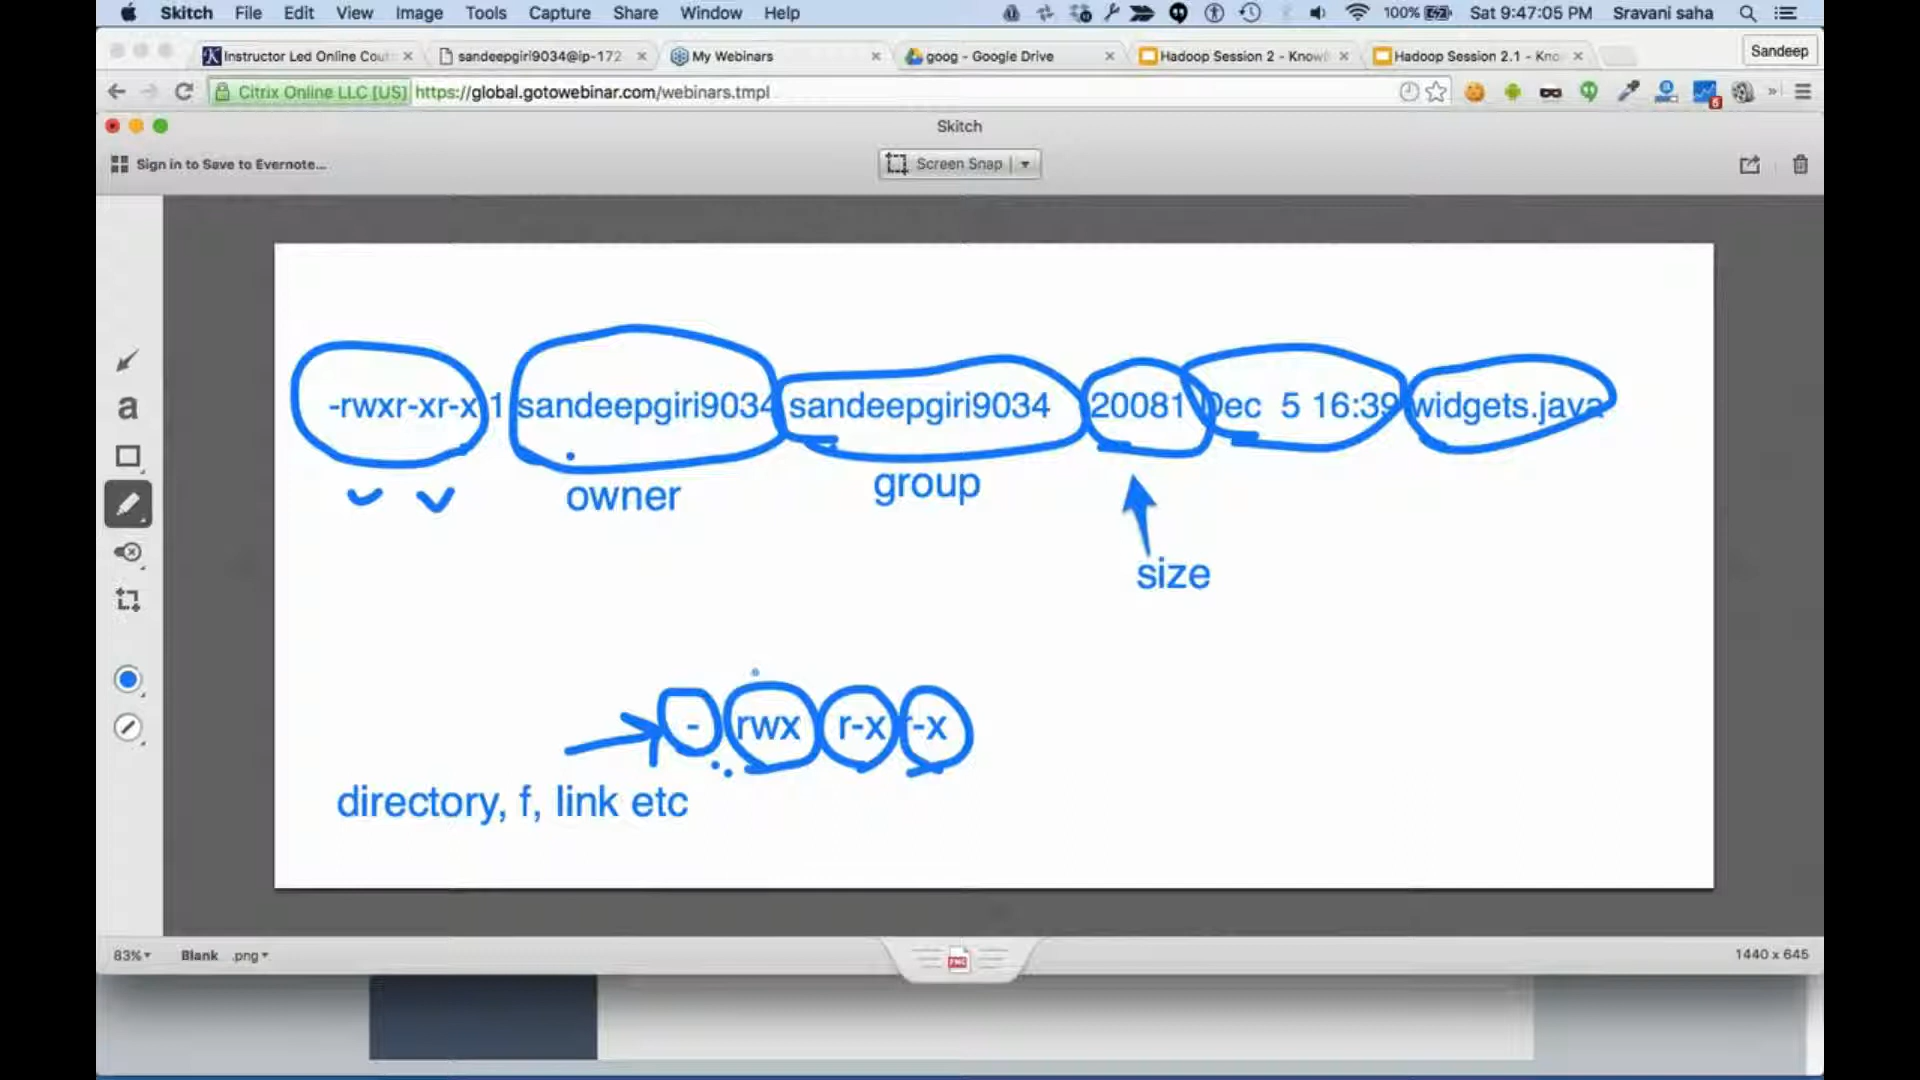 Skitch File Edit View Image Tools Capture Share Window Help 100% Sat 9:47:05 PM Sravani saha
Instructor Led Online Cour sandeepgiri9034@ip-172 My Webinars goog - Google Drive Hadoop Session 2 - Knowl Hadoop Session 2.1 - Kno Sandeep
Citrix Online LLC [US] https://global.gotowebinar.com/webinars.tmpl 6
Skitch
Sign in to Save to Evernote... Screen Snap
a
-rwxr-xr-x 1 sandeepgiri9034 sandeepgiri9034 20081 Dec 5 16:39 widgets.java
owner group
size
- rwx r-x r-x
directory, f, link etc
83% Blank .png PNG 1440 x 645